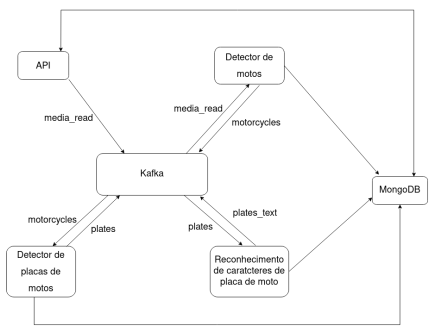 API
Detector de
motos
media_read
media_read
motorcycles
Kafka
MongoDB
motorcycles
plates
plates
plates_text
Detector de
placas de
motos
Reconhecimento
de caratcteres de
placa de moto